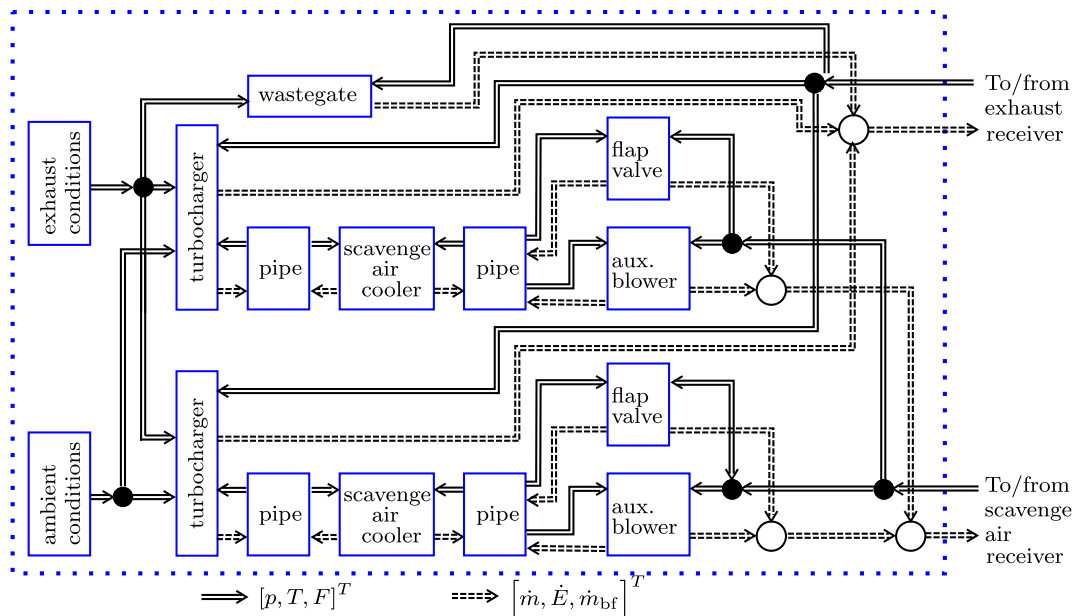 wastegate
To/from
exhaust
receiver
exhaust
conditions
turbocharger
flap
valve
pipe
scavenge
air
cooler
pipe
aux.
blower
ambient
conditions
turbocharger
flap
valve
pipe
scavenge
air
cooler
pipe
aux.
blower
To/from
scavenge
air
receiver
[p, T, F]^T
[ṁ, Ė, ṁ_bf]^T